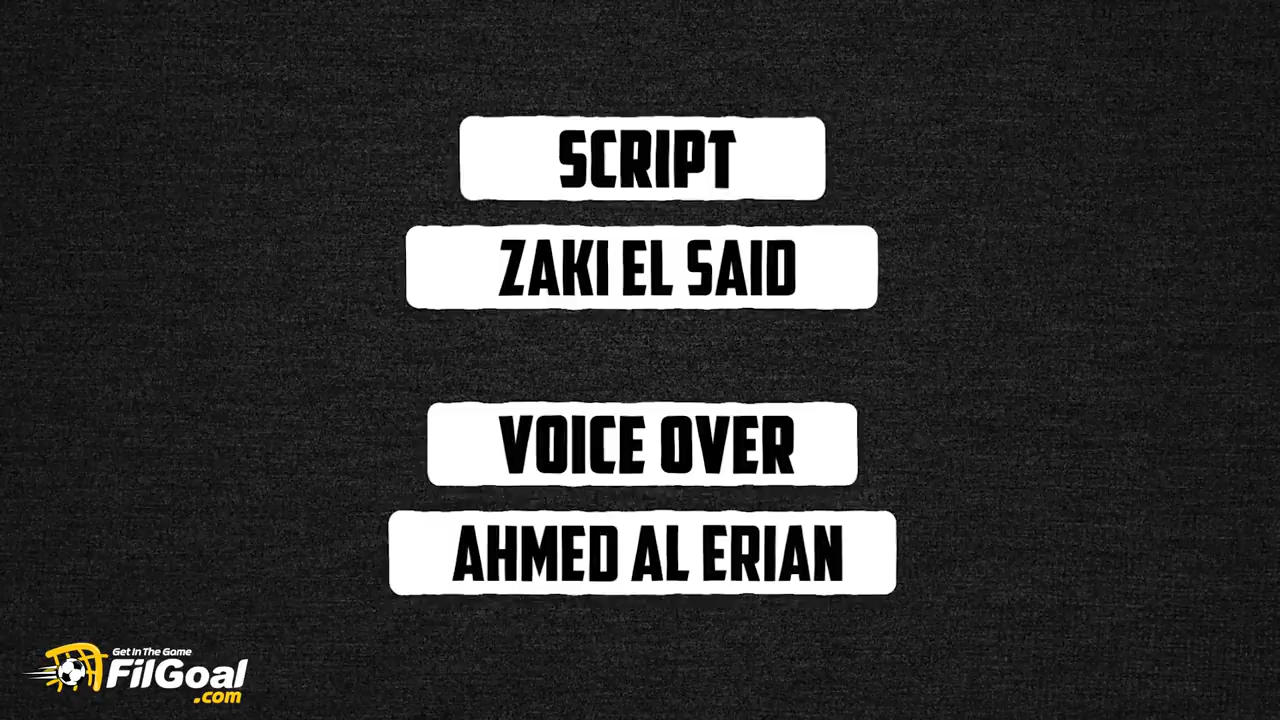 SCRIPT
ZAKI EL SAID
VOICE OVER
AHMED AL ERIAN
Get In The Game
FilGoal
.com